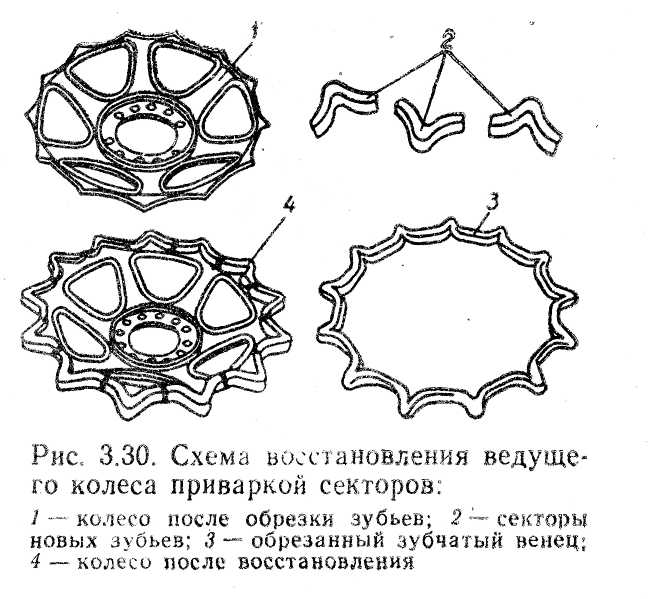 1
2
4
3
Рис. 3.30. Схема восстановления ведуще-
го колеса приваркой секторов:
1 — колесо после обрезки зубьев; 2 — секторы
новых зубьев; 3 — обрезанный зубчатый венец;
4 — колесо после восстановления